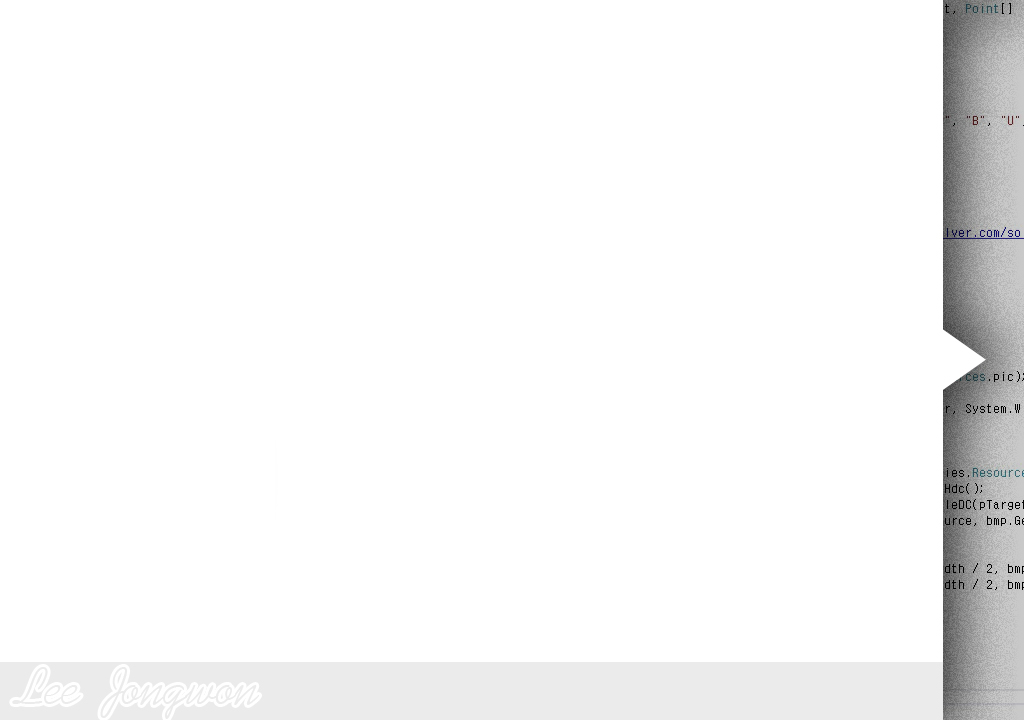 t, Point[]
", "B", "U",
lver.com/so
rces.pic);
r, System.W
ies.Resource
Hdc();
leDC(pTarget
urce, bmp.Ge
dth / 2, bmp
dth / 2, bmp
Lee Jongwon